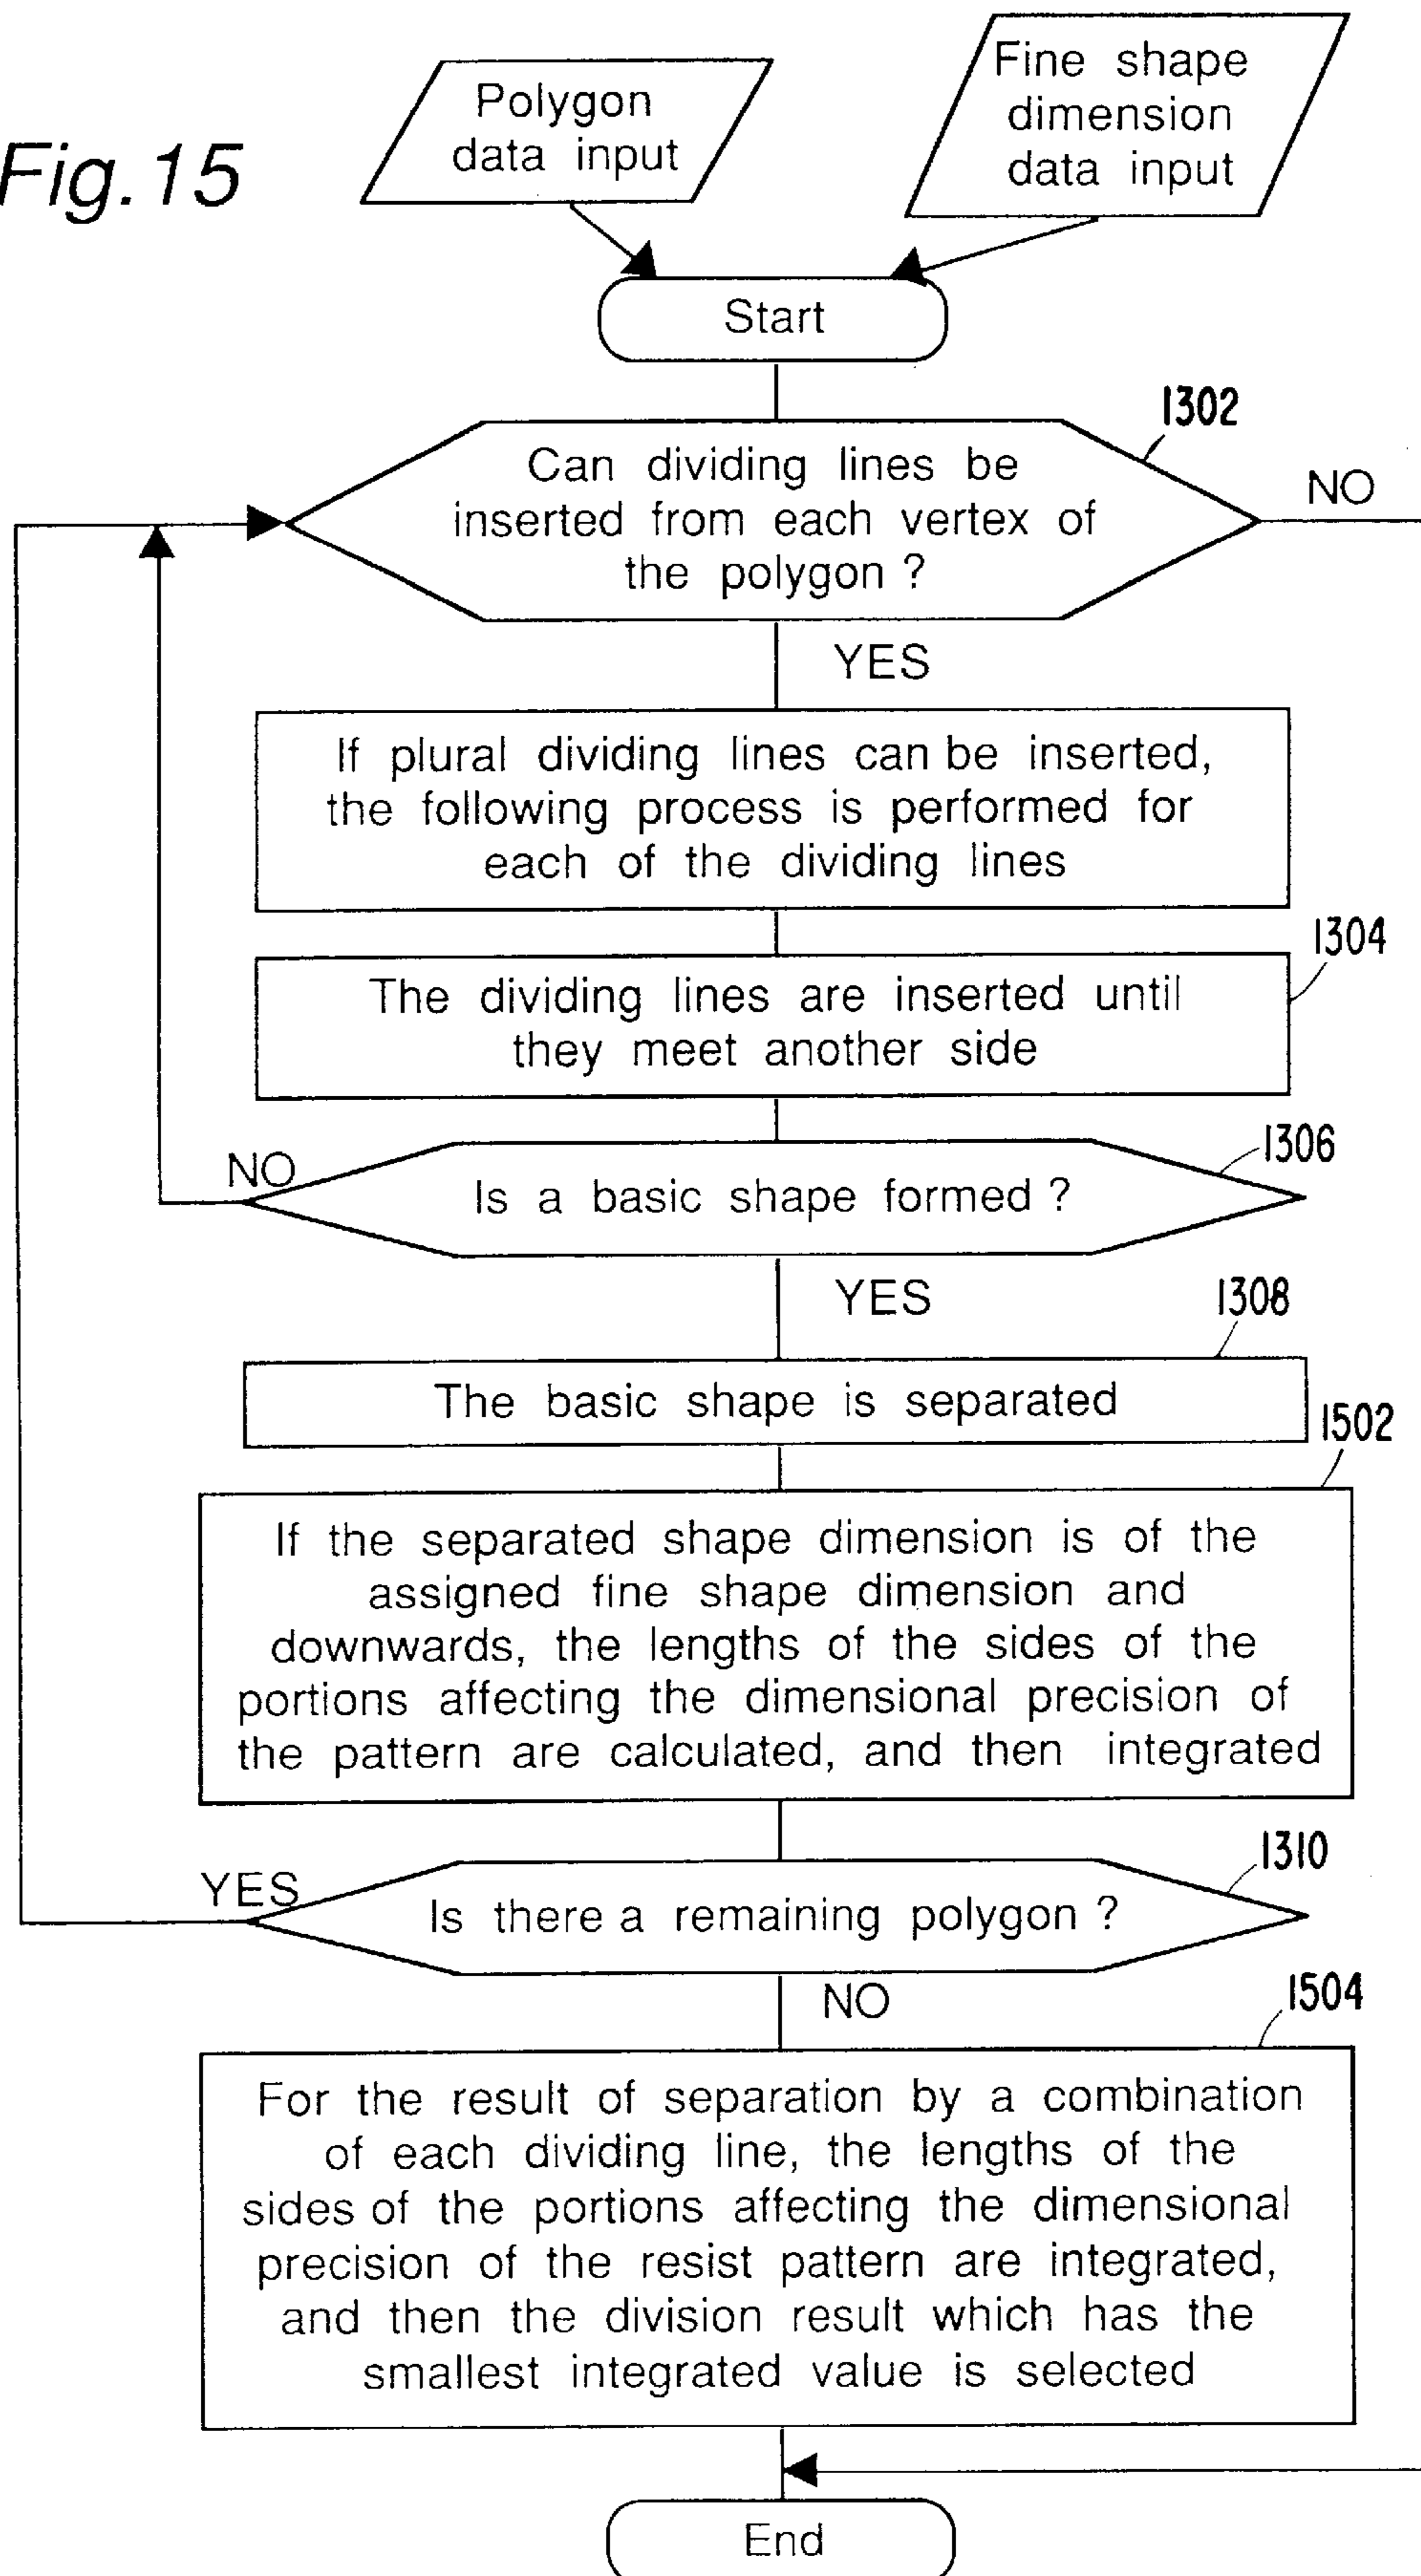 Fig. 15
Polygon
data input
Fine shape
dimension
data input
Start
1302
Can dividing lines be
inserted from each vertex of
the polygon ?
NO
YES
If plural dividing lines can be inserted,
the following process is performed for
each of the dividing lines
1304
The dividing lines are inserted until
they meet another side
1306
NO
Is a basic shape formed ?
YES
1308
The basic shape is separated
1502
If the separated shape dimension is of the
assigned fine shape dimension and
downwards, the lengths of the sides of the
portions affecting the dimensional precision of
the pattern are calculated, and then integrated
1310
YES
Is there a remaining polygon ?
NO
1504
For the result of separation by a combination
of each dividing line, the lengths of the
sides of the portions affecting the dimensional
precision of the resist pattern are integrated,
and then the division result which has the
smallest integrated value is selected
End